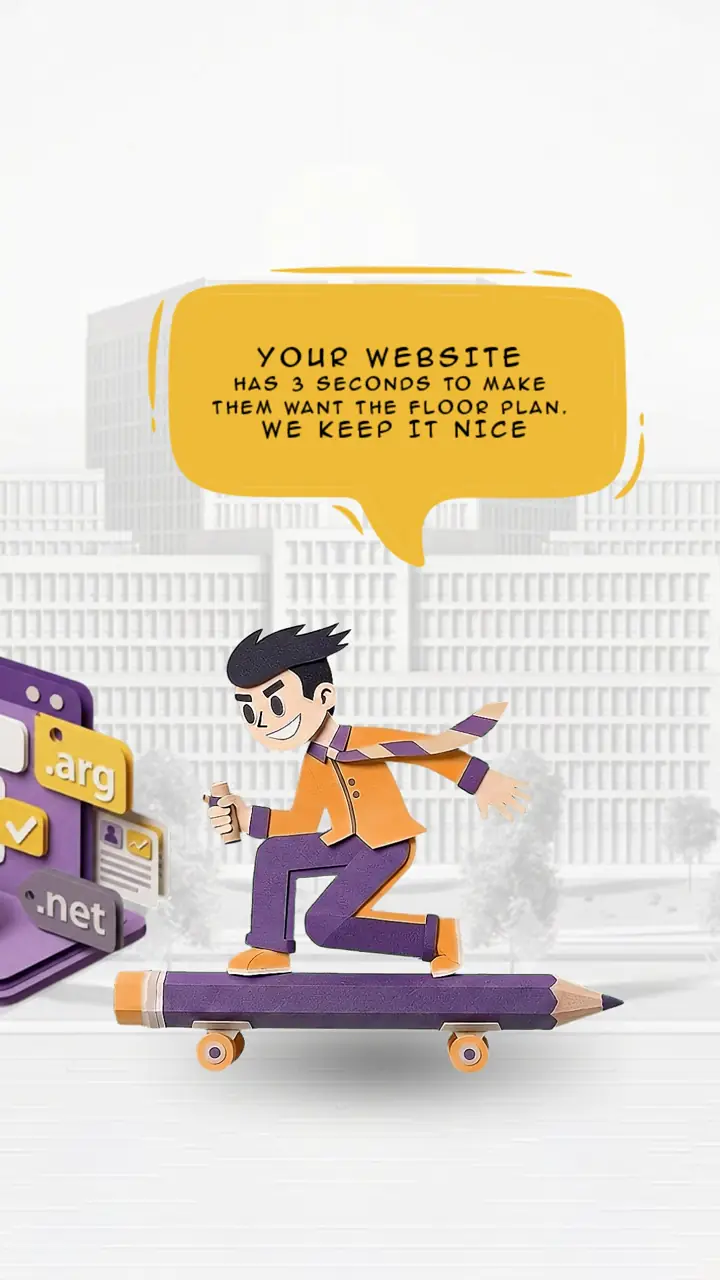 YOUR WEBSITE
HAS 3 SECONDS TO MAKE
THEM WANT THE FLOOR PLAN.
WE KEEP IT NICE
.arg
.net